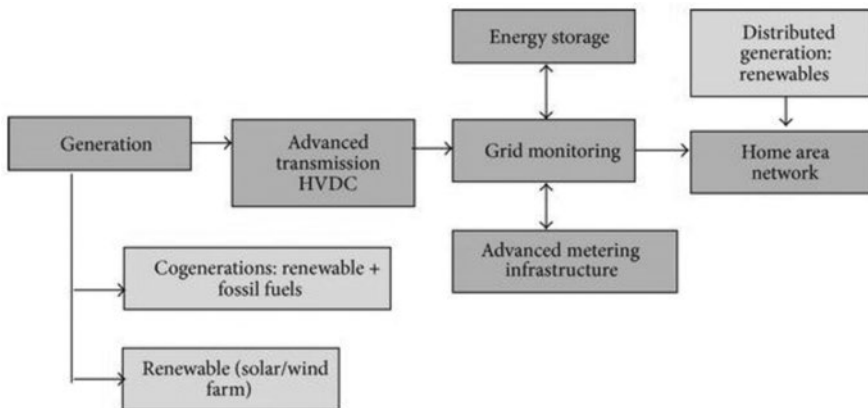 Energy storage
Distributed
generation:
renewables
Generation
Advanced
transmission
HVDC
Grid monitoring
Home area
network
Advanced metering
infrastructure
Cogenerations: renewable +
fossil fuels
Renewable (solar/wind
farm)